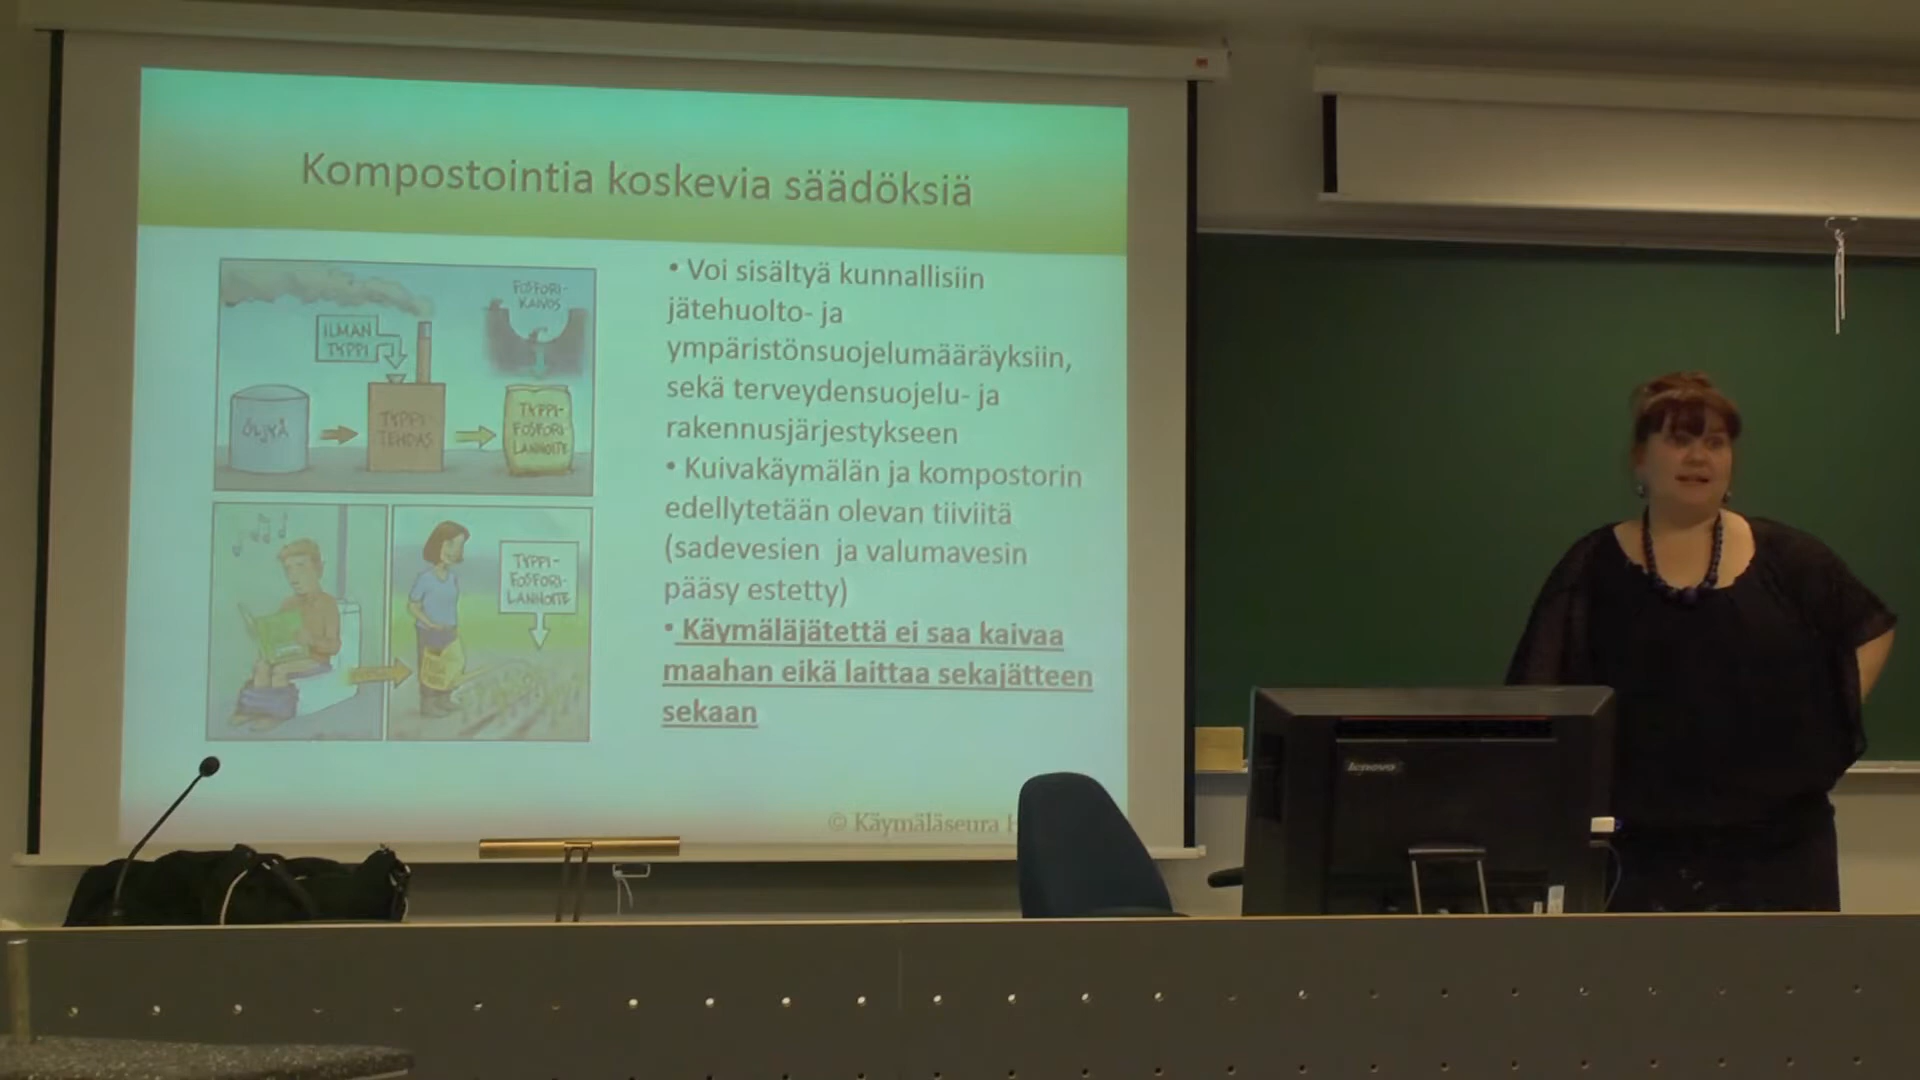 Kompostointia koskevia säädöksiä
FOSFORI-
KAIVOS
ILMAN
TYPPI
ÖLJYÄ
TYPPI-
TEHDAS
TYPPI-
FOSFORI-
LANNOITE
TYPPI-
FOSFORI-
LANNOITE
• Voi sisältyä kunnallisiin
jätehuolto- ja
ympäristönsuojelumääräyksiin,
sekä terveydensuojelu- ja
rakennusjärjestykseen
• Kuivakäymälän ja kompostorin
edellytetään olevan tiiviitä
(sadevesien ja valumavesin
pääsy estetty)
• Käymäläjätettä ei saa kaivaa
maahan eikä laittaa sekajätteen
sekaan
© Käymäläseura
lenovo